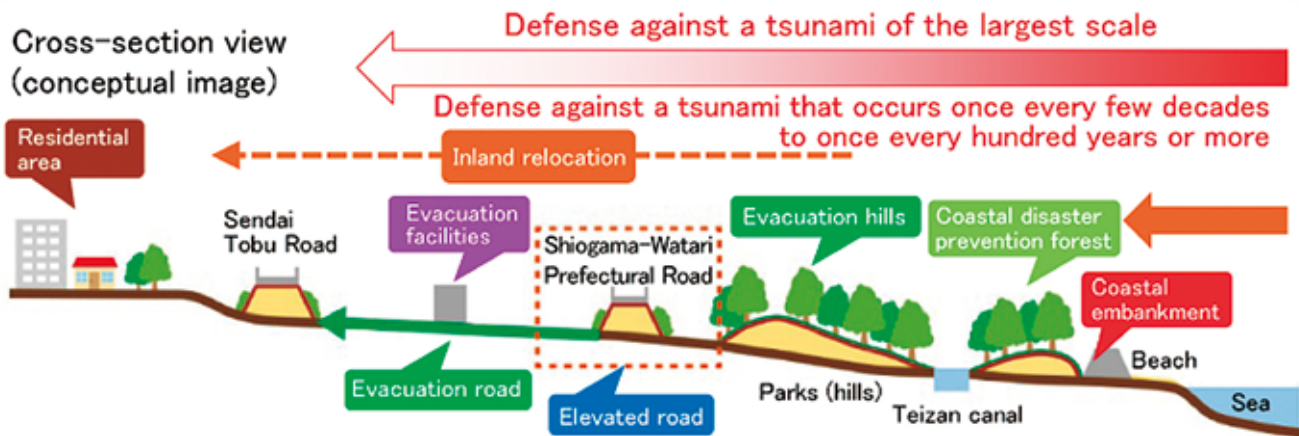 Cross-section view
(conceptual image)
Defense against a tsunami of the largest scale
Defense against a tsunami that occurs once every few decades
to once every hundred years or more
Residential
area
Inland relocation
Sendai
Tobu Road
Evacuation
facilities
Shiogama-Watari
Prefectural Road
Evacuation hills
Coastal disaster
prevention forest
Coastal
embankment
Beach
Sea
Evacuation road
Elevated road
Parks (hills)
Teizan canal